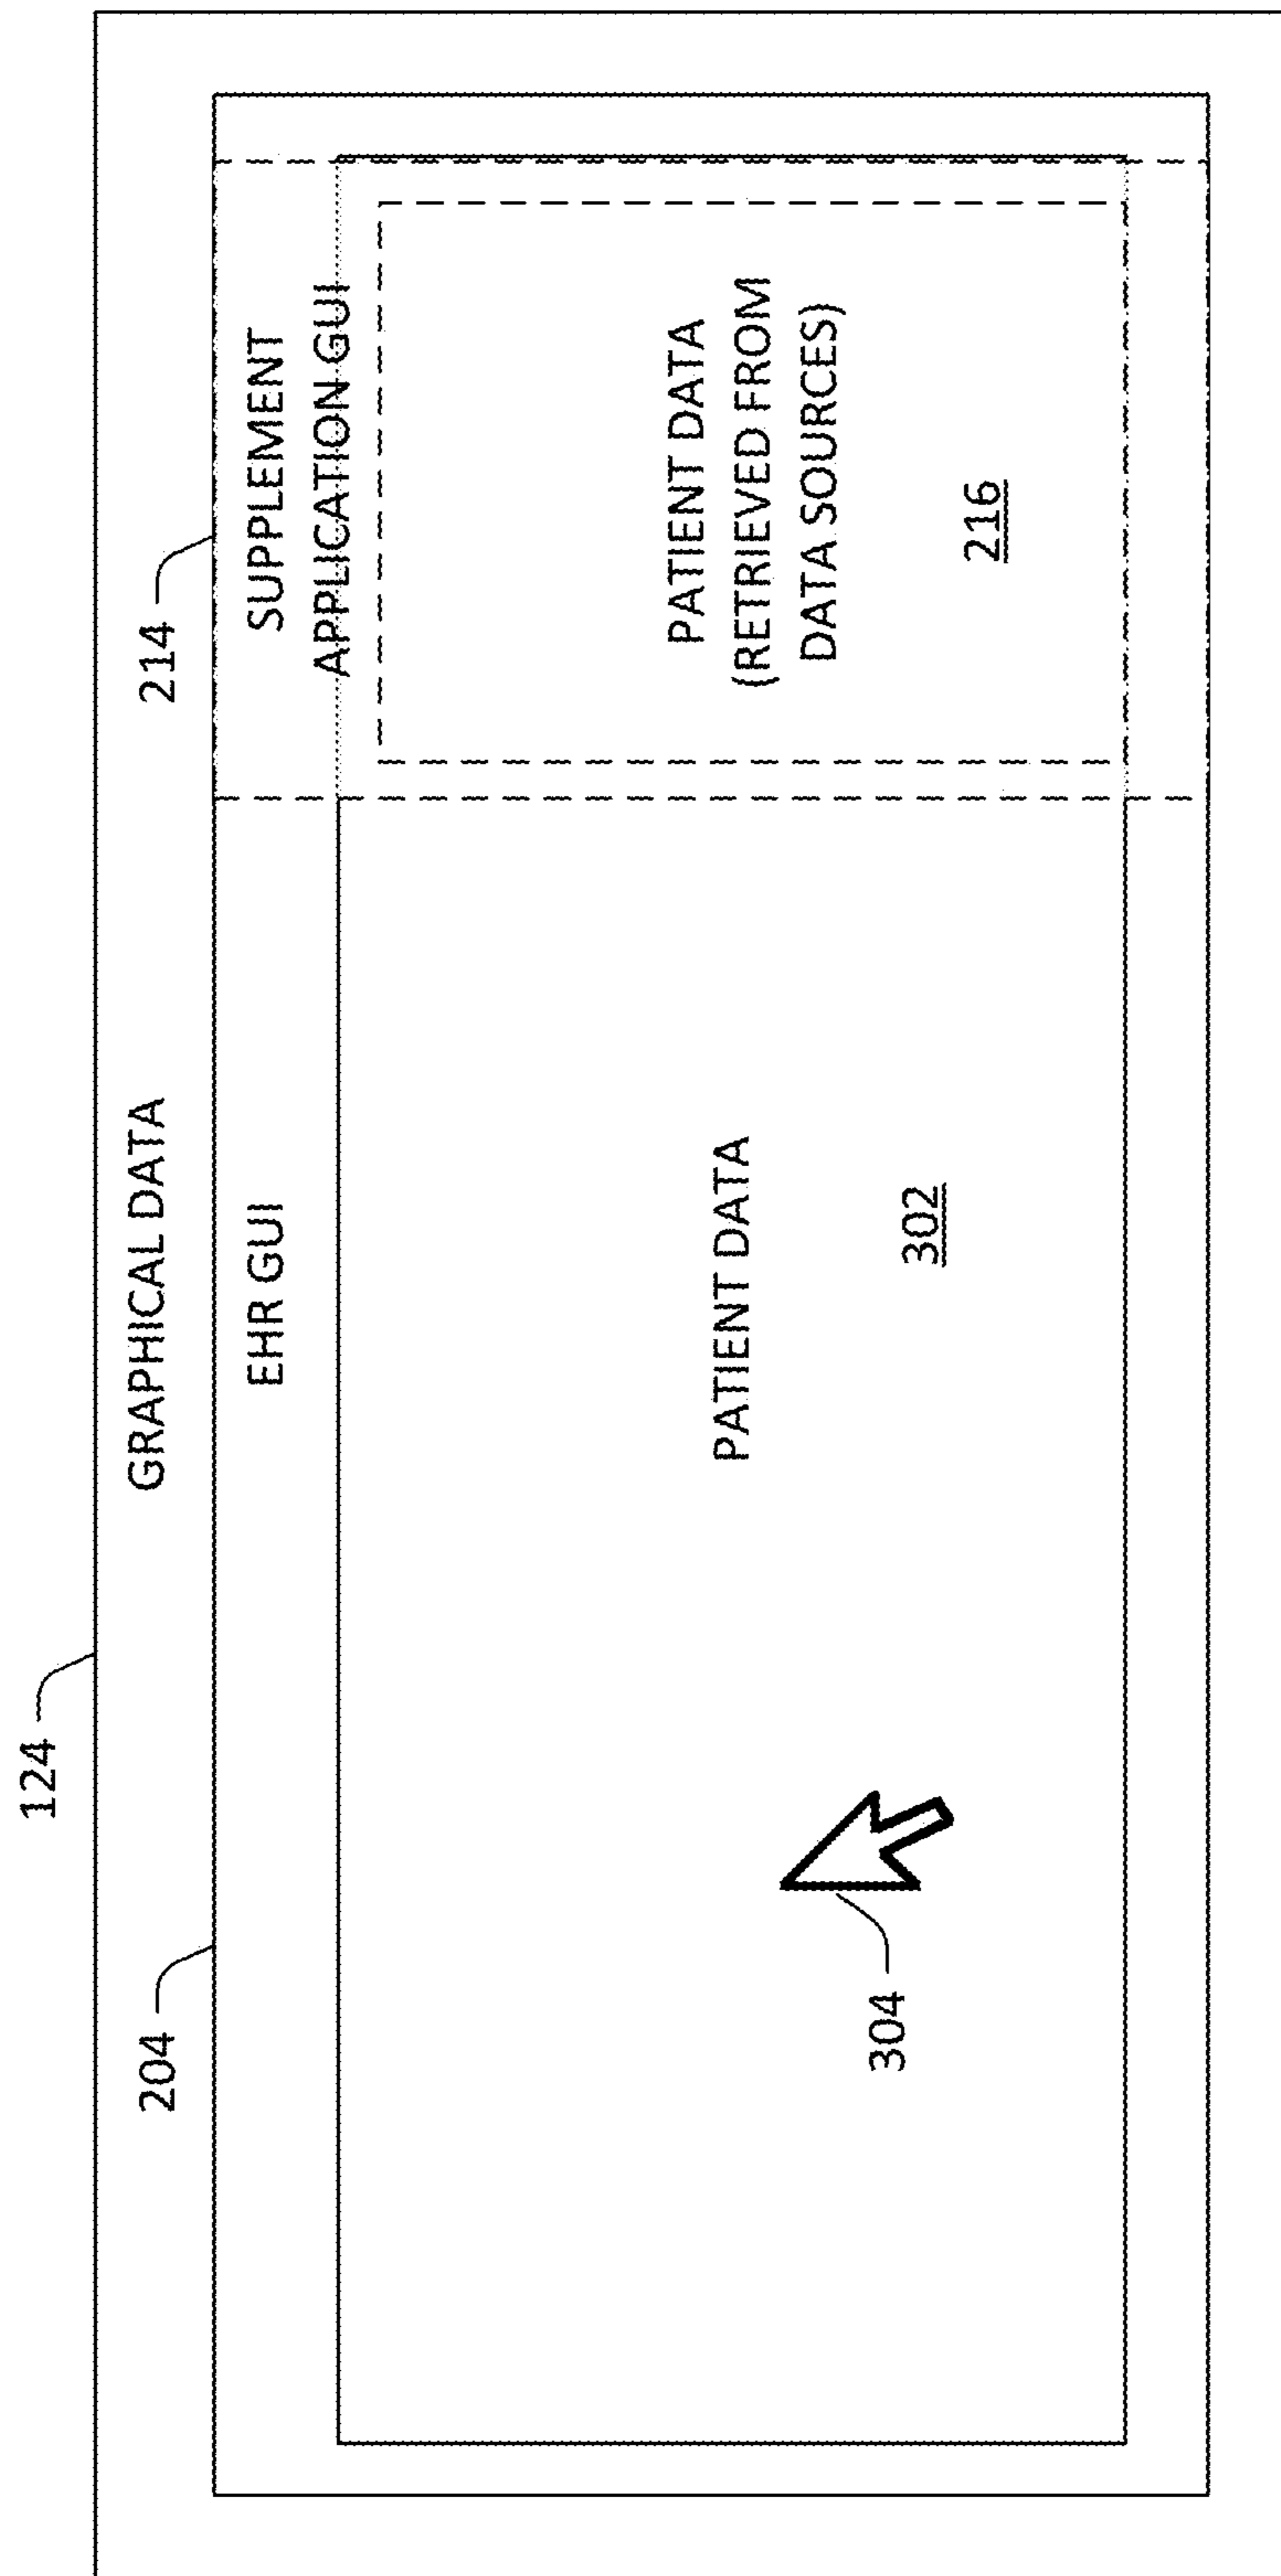 124
GRAPHICAL DATA
204
214
EHR GUI
SUPPLEMENT
APPLICATION GUI
PATIENT DATA
302
304
PATIENT DATA
(RETRIEVED FROM
DATA SOURCES)
216